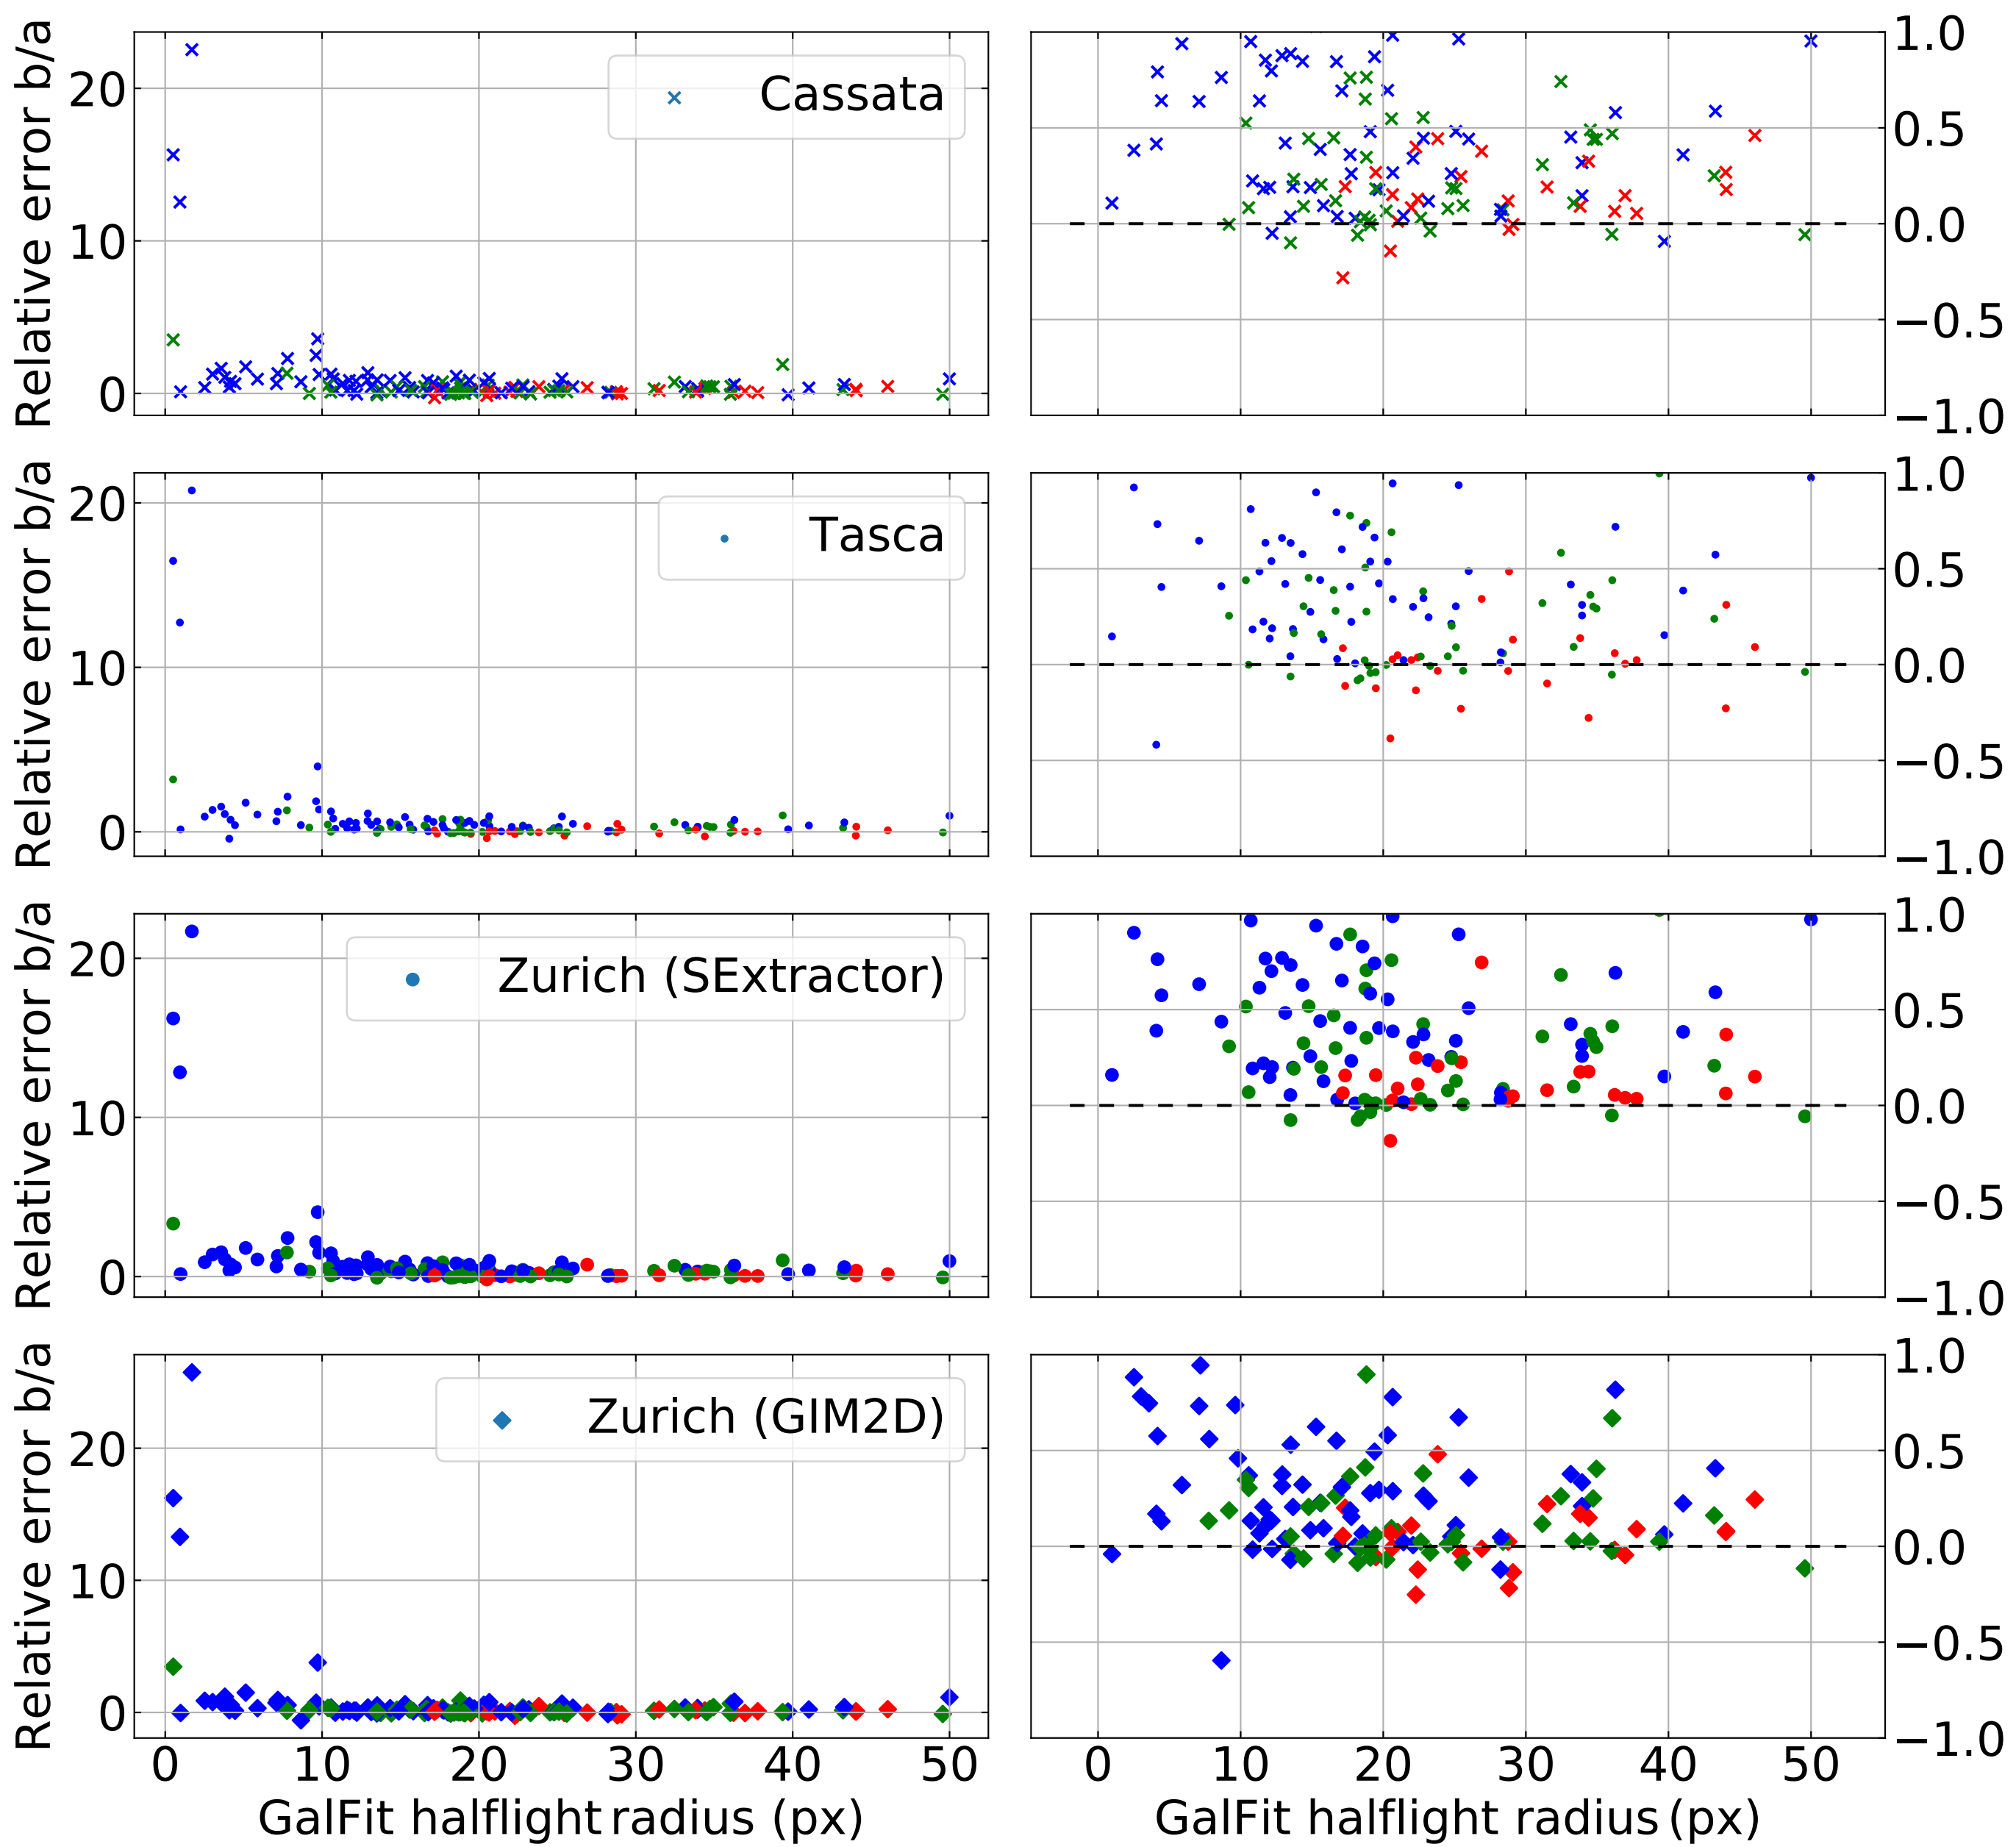 Relative error b/a
20
10
0
Cassata
1.0
0.5
0.0
−0.5
−1.0
Relative error b/a
20
10
0
Tasca
1.0
0.5
0.0
−0.5
−1.0
Relative error b/a
20
10
0
Zurich (SExtractor)
1.0
0.5
0.0
−0.5
−1.0
Relative error b/a
20
10
0
Zurich (GIM2D)
1.0
0.5
0.0
−0.5
−1.0
0 10 20 30 40 50
0 10 20 30 40 50
GalFit halflight radius (px)
GalFit halflight radius (px)